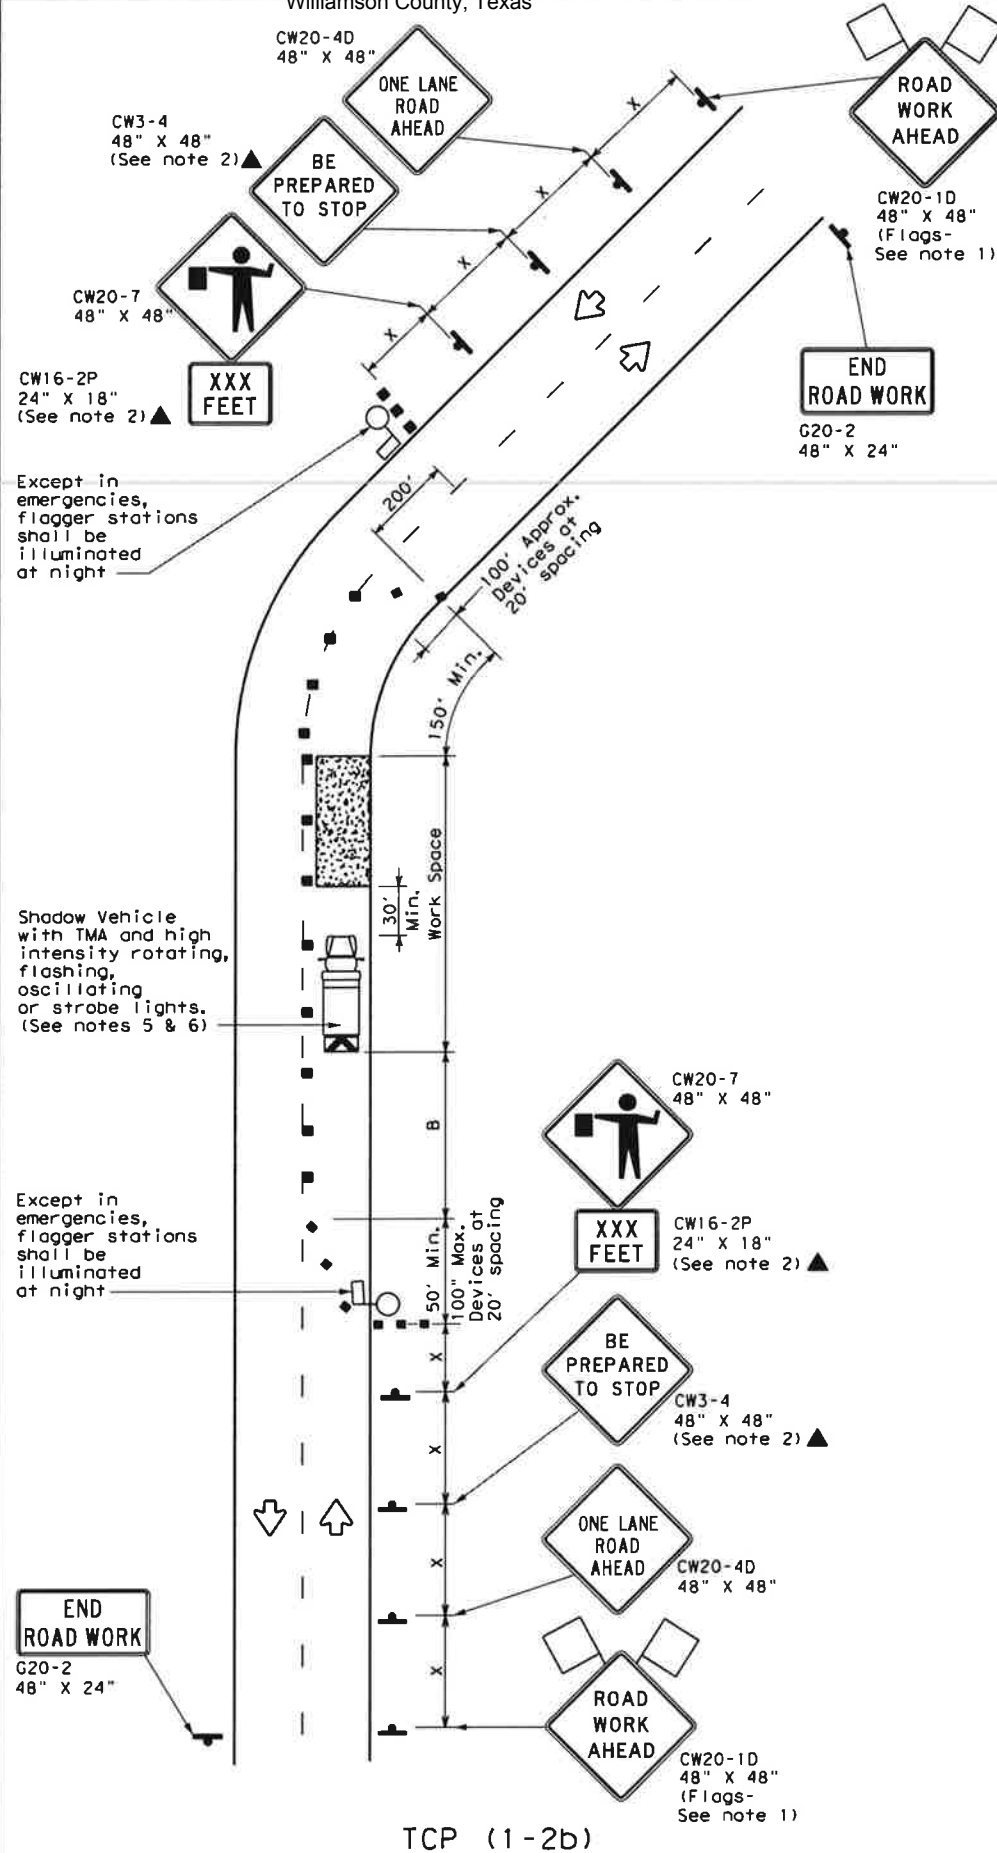 Williamson County, Texas
CW20-4D
48" X 48"
ONE LANE
ROAD
AHEAD
X
ROAD
WORK
AHEAD
CW20-1D
48" X 48"
(Flags-
See note 1)
CW3-4
48" X 48"
(See note 2)
BE
PREPARED
TO STOP
X
X
X
CW20-7
48" X 48"
CW16-2P
24" X 18"
(See note 2)
XXX
FEET
END
ROAD WORK
G20-2
48" X 24"
Except in
emergencies,
flagger stations
shall be
illuminated
at night
200'
100' Approx.
Devices at
20' spacing
150' Min.
Work Space
30'
Min.
Shadow Vehicle
with TMA and high
intensity rotating,
flashing,
oscillating
or strobe lights.
(See notes 5 & 6)
B
CW20-7
48" X 48"
XXX
FEET
CW16-2P
24" X 18"
(See note 2)
Except in
emergencies,
flagger stations
shall be
illuminated
at night
50' Min.
100" Max.
Devices at
20' spacing
X
BE
PREPARED
TO STOP
CW3-4
48" X 48"
(See note 2)
X
ONE LANE
ROAD
AHEAD
CW20-4D
48" X 48"
X
END
ROAD WORK
G20-2
48" X 24"
X
ROAD
WORK
AHEAD
CW20-1D
48" X 48"
(Flags-
See note 1)
TCP (1-2b)